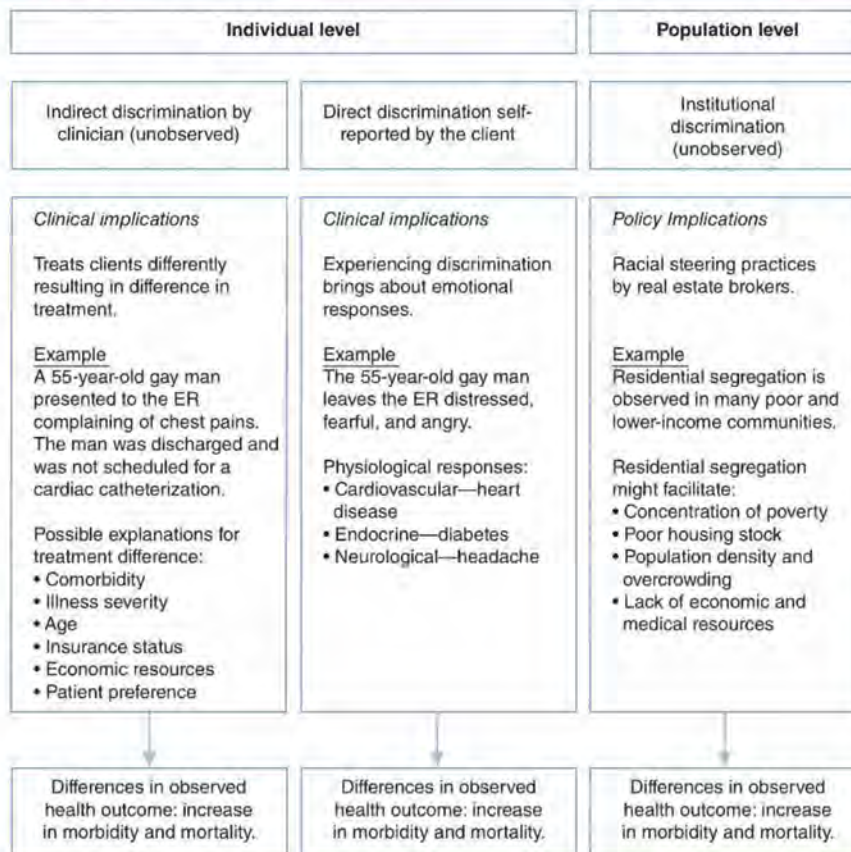 Individual level
Population level
Indirect discrimination by
clinician (unobserved)
Direct discrimination self-
reported by the client
Institutional
discrimination
(unobserved)
Clinical implications
Treats clients differently
resulting in difference in
treatment.
Example
A 55-year-old gay man
presented to the ER
complaining of chest pains.
The man was discharged and
was not scheduled for a
cardiac catheterization.
Possible explanations for
treatment difference:
• Comorbidity
• Illness severity
• Age
• Insurance status
• Economic resources
• Patient preference
Clinical implications
Experiencing discrimination
brings about emotional
responses.
Example
The 55-year-old gay man
leaves the ER distressed,
fearful, and angry.
Physiological responses:
• Cardiovascular—heart
disease
• Endocrine—diabetes
• Neurological—headache
Policy Implications
Racial steering practices
by real estate brokers.
Example
Residential segregation is
observed in many poor and
lower-income communities.
Residential segregation
might facilitate:
• Concentration of poverty
• Poor housing stock
• Population density and
overcrowding
• Lack of economic and
medical resources
Differences in observed
health outcome: increase
in morbidity and mortality.
Differences in observed
health outcome: increase
in morbidity and mortality.
Differences in observed
health outcome: increase
in morbidity and mortality.